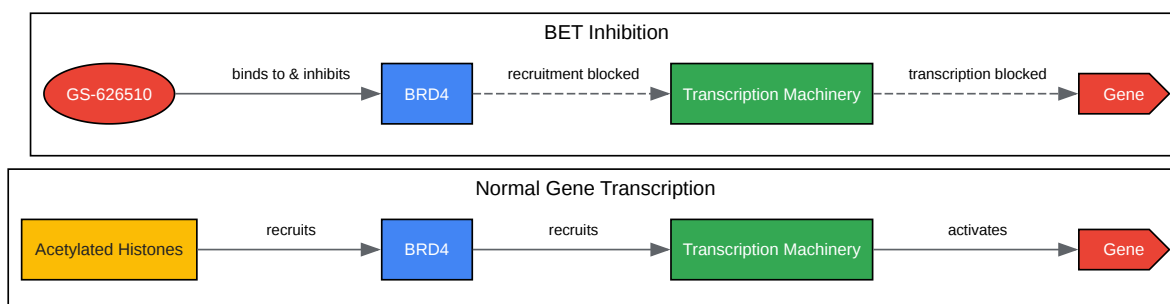 BET Inhibition
GS-626510
binds to & inhibits
BRD4
recruitment blocked
Transcription Machinery
transcription blocked
Gene
Normal Gene Transcription
Acetylated Histones
recruits
BRD4
recruits
Transcription Machinery
activates
Gene